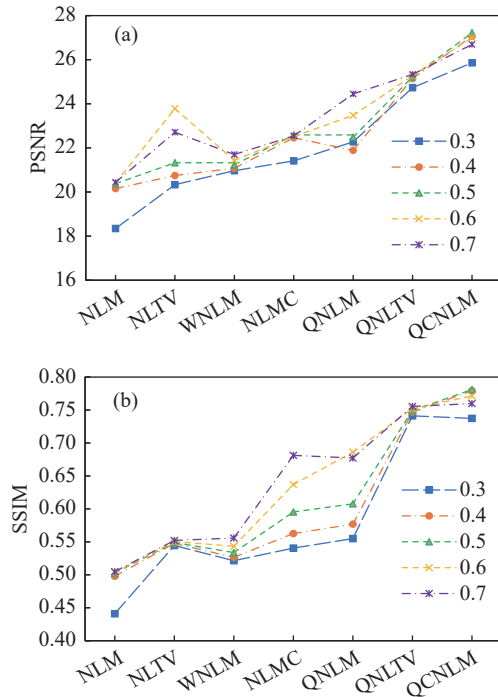 28
(a)
26
24
22
20
18
16
PSNR
0.3
0.4
0.5
0.6
0.7
NLM
NLTV
WNLM
NLMC
QNLM
QNLTV
QCNLM
0.80
(b)
0.75
0.70
0.65
0.60
0.55
0.50
0.45
0.40
SSIM
0.3
0.4
0.5
0.6
0.7
NLM
NLTV
WNLM
NLMC
QNLM
QNLTV
QCNLM